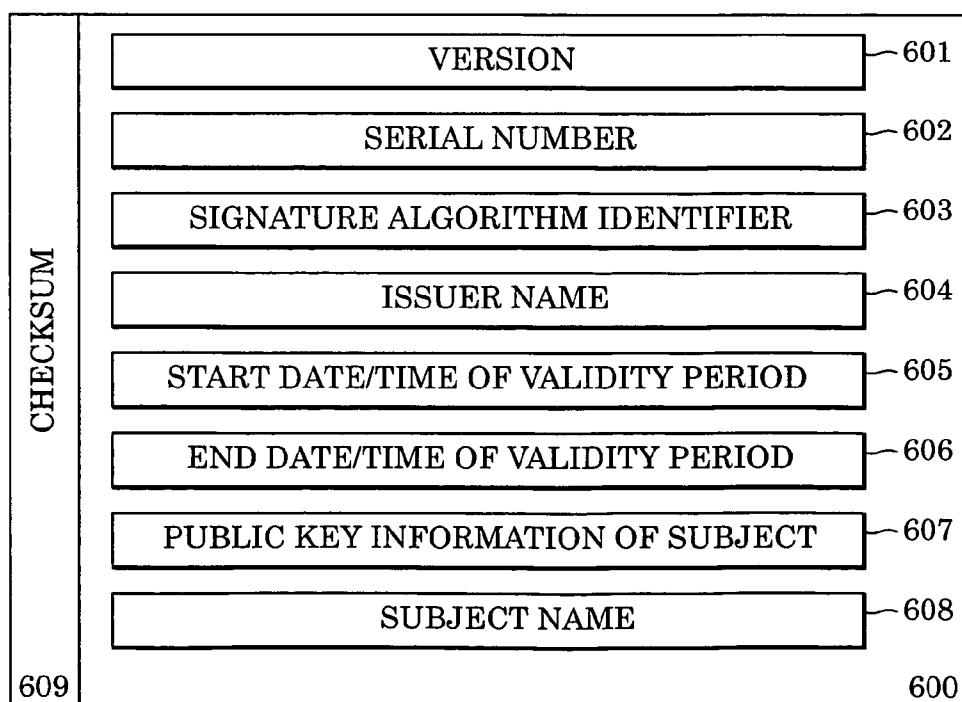 CHECKSUM
609
VERSION
601
SERIAL NUMBER
602
SIGNATURE ALGORITHM IDENTIFIER
603
ISSUER NAME
604
START DATE/TIME OF VALIDITY PERIOD
605
END DATE/TIME OF VALIDITY PERIOD
606
PUBLIC KEY INFORMATION OF SUBJECT
607
SUBJECT NAME
608
600